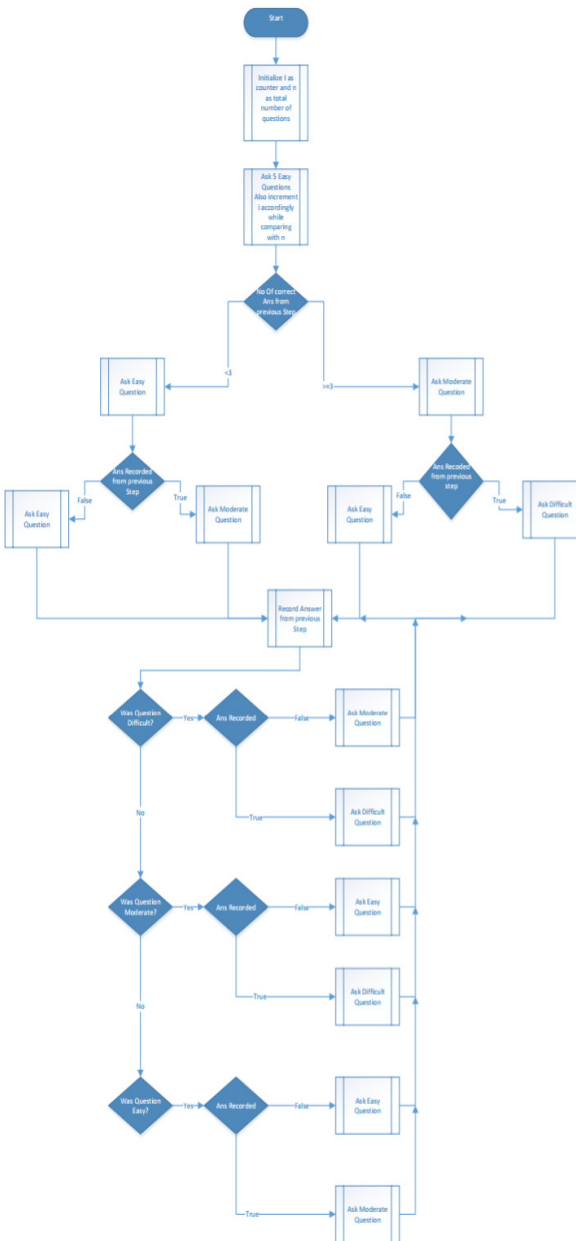 Start
Initialize I as
counter and n
as total
number of
questions
Ask 5 Easy
Questions
Also increment
i accordingly
while
comparing
with n
No Of correct
Ans from
previous Step
<3
>=3
Ask Easy
Question
Ask Moderate
Question
Ans Recorded
from previous
Step
Ans Recoded
from previous
step
False
True
False
True
Ask Easy
Question
Ask Moderate
Question
Ask Easy
Question
Ask Difficult
Question
Record Answer
from previous
Step
Was Question
Difficult?
Yes
Ans Recorded
False
Ask Moderate
Question
True
Ask Difficult
Question
No
Was Question
Moderate?
Yes
Ans Recorded
False
Ask Easy
Question
True
Ask Difficult
Question
No
Was Question
Easy?
Yes
Ans Recorded
False
Ask Easy
Question
True
Ask Moderate
Question